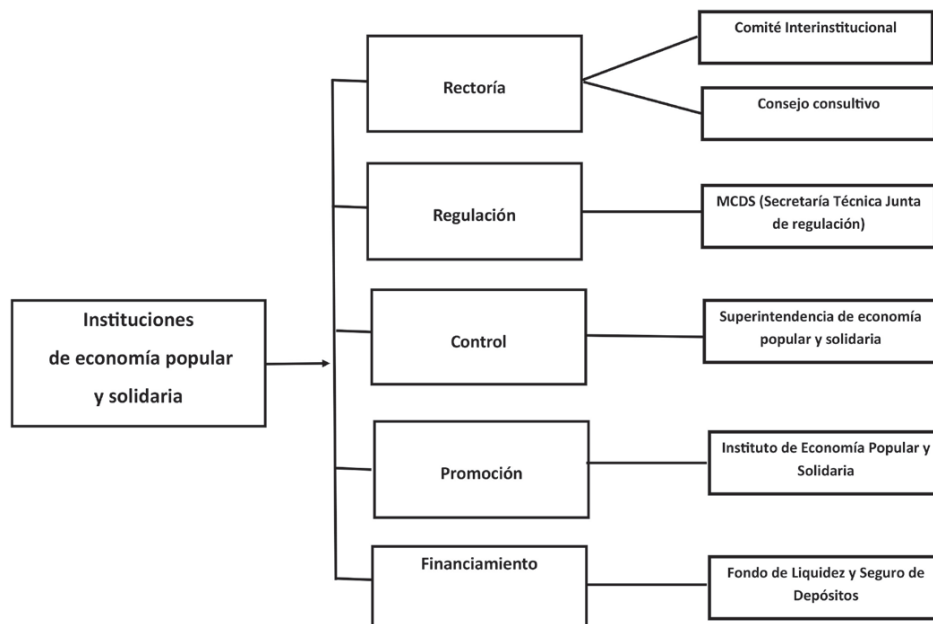 Instituciones
de economía popular
y solidaria
Rectoría
Comité Interinstitucional
Consejo consultivo
Regulación
MCDS (Secretaría Técnica Junta
de regulación)
Control
Superintendencia de economía
popular y solidaria
Promoción
Instituto de Economía Popular y
Solidaria
Financiamiento
Fondo de Liquidez y Seguro de
Depósitos